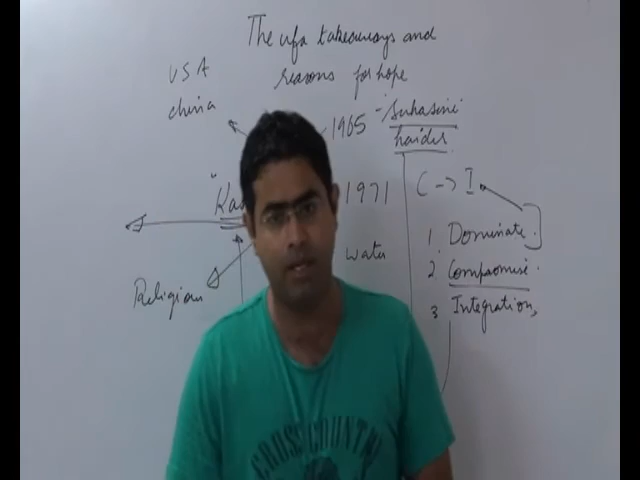 The ufa takeaways and
reasons for hope
USA
china
1965
- Suhasini
haider
"Kas
1971
C -> I
water
Religion
1. Dominate.
2 Compromise.
3 Integration,
CROSS COUNTRY